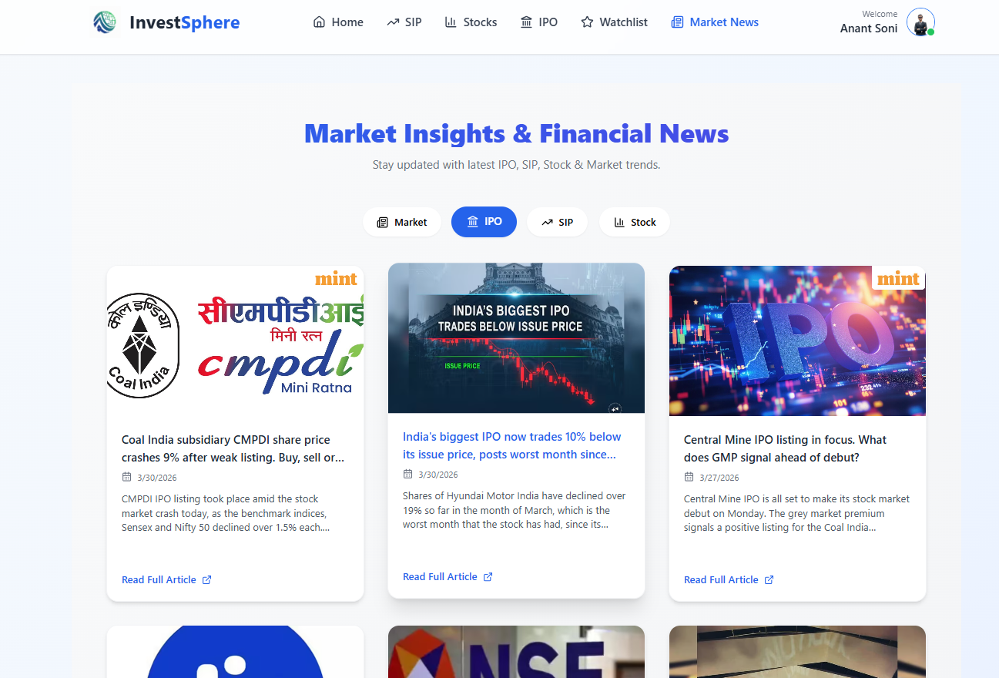 InvestSphere
Home
SIP
Stocks
IPO
Watchlist
Market News
Welcome
Anant Soni
Market Insights & Financial News
Stay updated with latest IPO, SIP, Stock & Market trends.
Market
IPO
SIP
Stock
mint
कोल इण्डिया
Coal India
सीएमपीडीआई
मिनी रत्न
cmpdi
Mini Ratna
Coal India subsidiary CMPDI share price
crashes 9% after weak listing. Buy, sell or...
3/30/2026
CMPDI IPO listing took place amid the stock
market crash today, as the benchmark indices,
Sensex and Nifty 50 declined over 1.5% each....
Read Full Article
INDIA'S BIGGEST IPO
TRADES BELOW ISSUE PRICE
ISSUE PRICE
India's biggest IPO now trades 10% below
its issue price, posts worst month since...
3/30/2026
Shares of Hyundai Motor India have declined over
19% so far in the month of March, which is the
worst month that the stock has had, since its...
Read Full Article
mint
IPO
Central Mine IPO listing in focus. What
does GMP signal ahead of debut?
3/27/2026
Central Mine IPO is all set to make its stock market
debut on Monday. The grey market premium
signals a positive listing for the Coal India...
Read Full Article
NSE